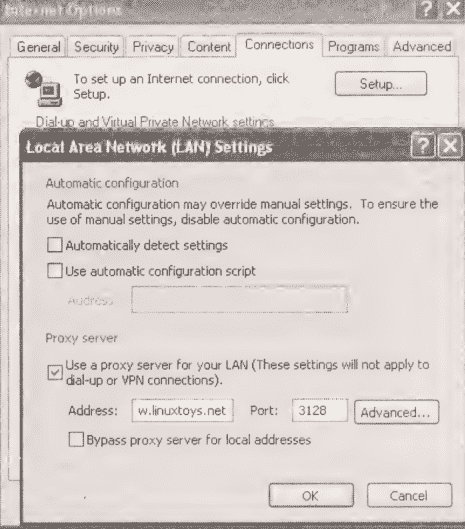 Internet Options
General Security Privacy Content Connections Programs Advanced
To set up an Internet connection, click
Setup.
Setup...
Dial-up and Virtual Private Network settings
Local Area Network (LAN) Settings
Automatic configuration
Automatic configuration may override manual settings. To ensure the
use of manual settings, disable automatic configuration.
Automatically detect settings
Use automatic configuration script
Address
Proxy server
Use a proxy server for your LAN (These settings will not apply to
dial-up or VPN connections).
Address: w.linuxtoys.net Port: 3128 Advanced...
Bypass proxy server for local addresses
OK Cancel